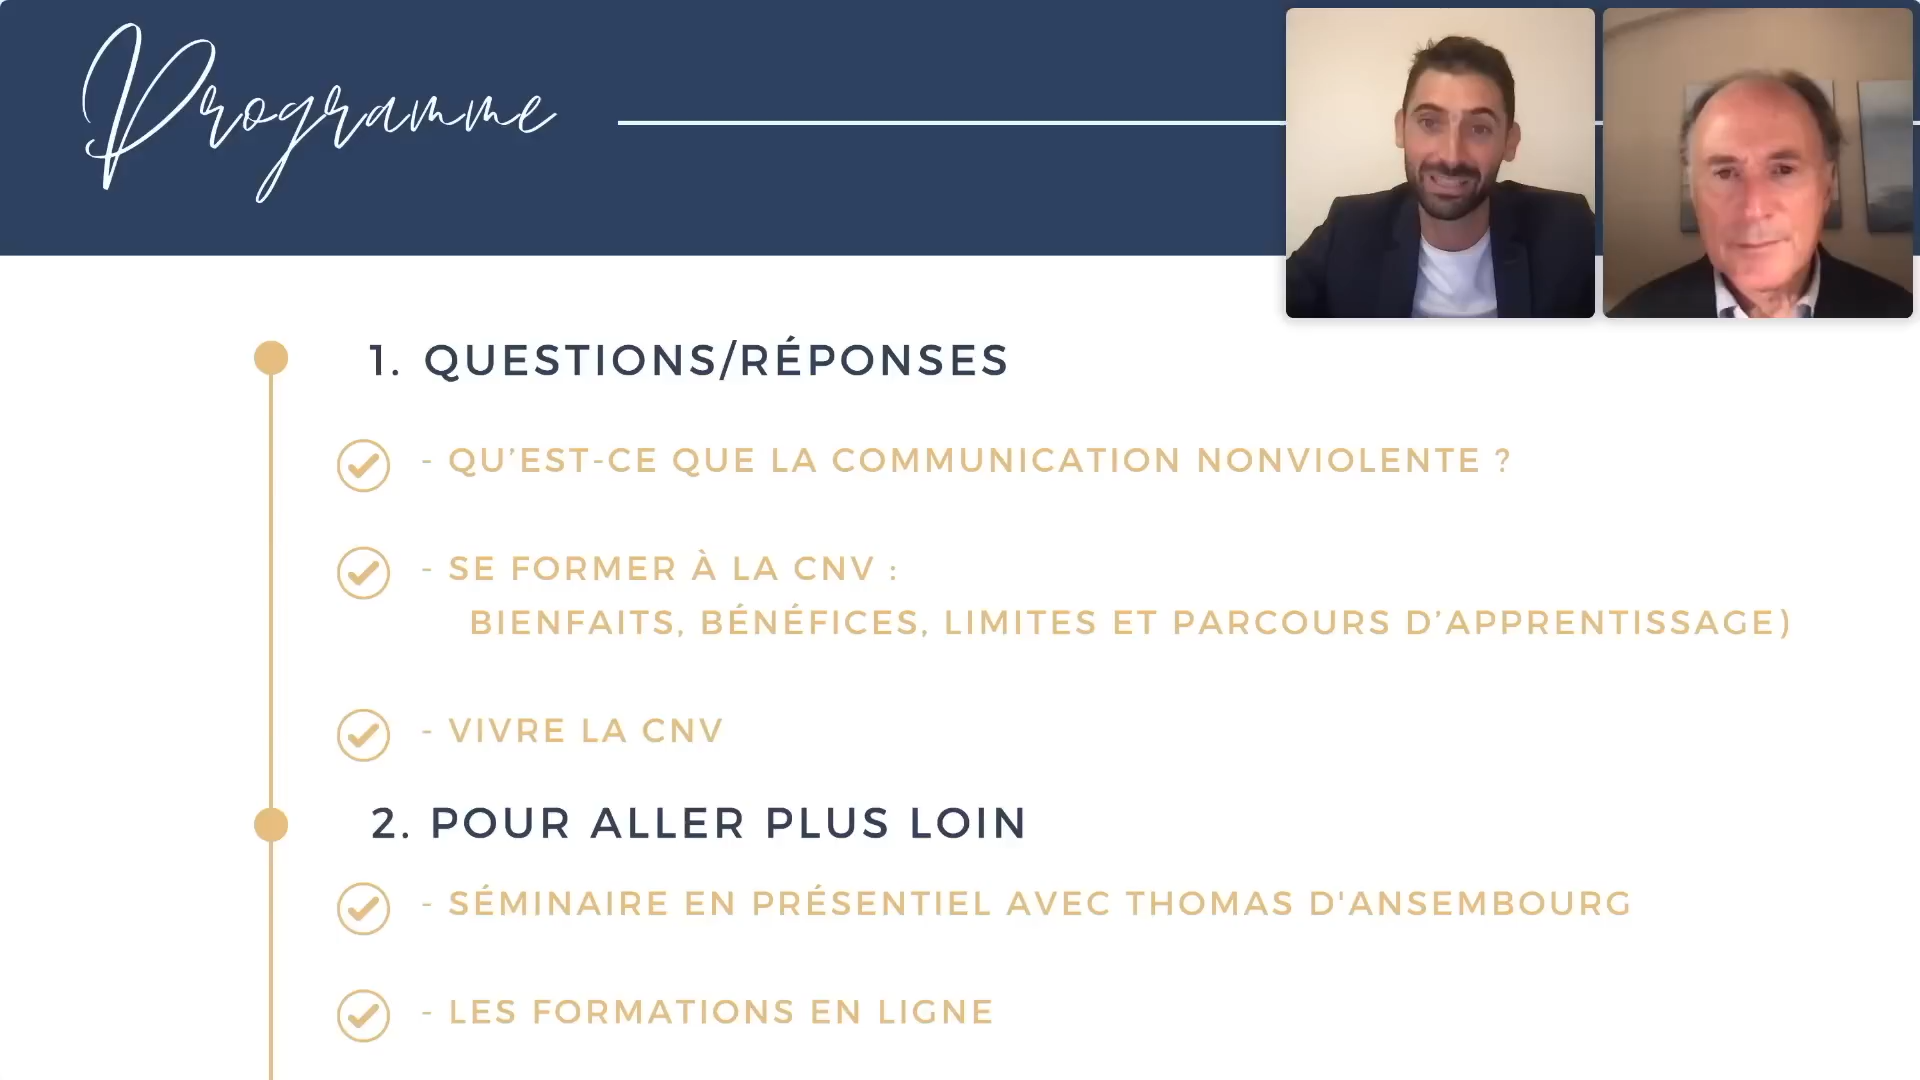 Programme
1. QUESTIONS/RÉPONSES
- QU’EST-CE QUE LA COMMUNICATION NONVIOLENTE ?
- SE FORMER À LA CNV :
BIENFAITS, BÉNÉFICES, LIMITES ET PARCOURS D’APPRENTISSAGE)
- VIVRE LA CNV
2. POUR ALLER PLUS LOIN
- SÉMINAIRE EN PRÉSENTIEL AVEC THOMAS D'ANSEMBOURG
- LES FORMATIONS EN LIGNE